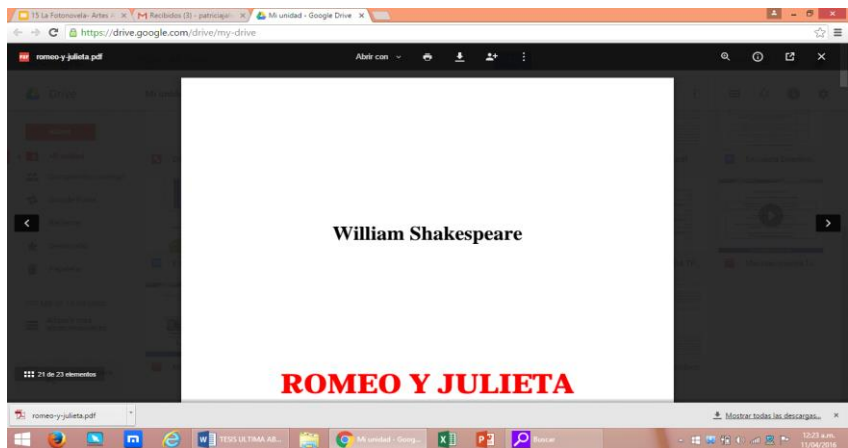 15 La Fotonovela- Artes A
Recibidos (3) - patriciajal
Mi unidad - Google Drive
https://drive.google.com/drive/my-drive
romeo-y-julieta.pdf
Abrir con
Drive
William Shakespeare
ROMEO Y JULIETA
21 de 23 elementos
romeo-y-julieta.pdf
Mostrar todas las descargas...
TESIS ULTIMA AB...
Mi unidad - Goog...
Buscar
12:23 a.m.
11/04/2016